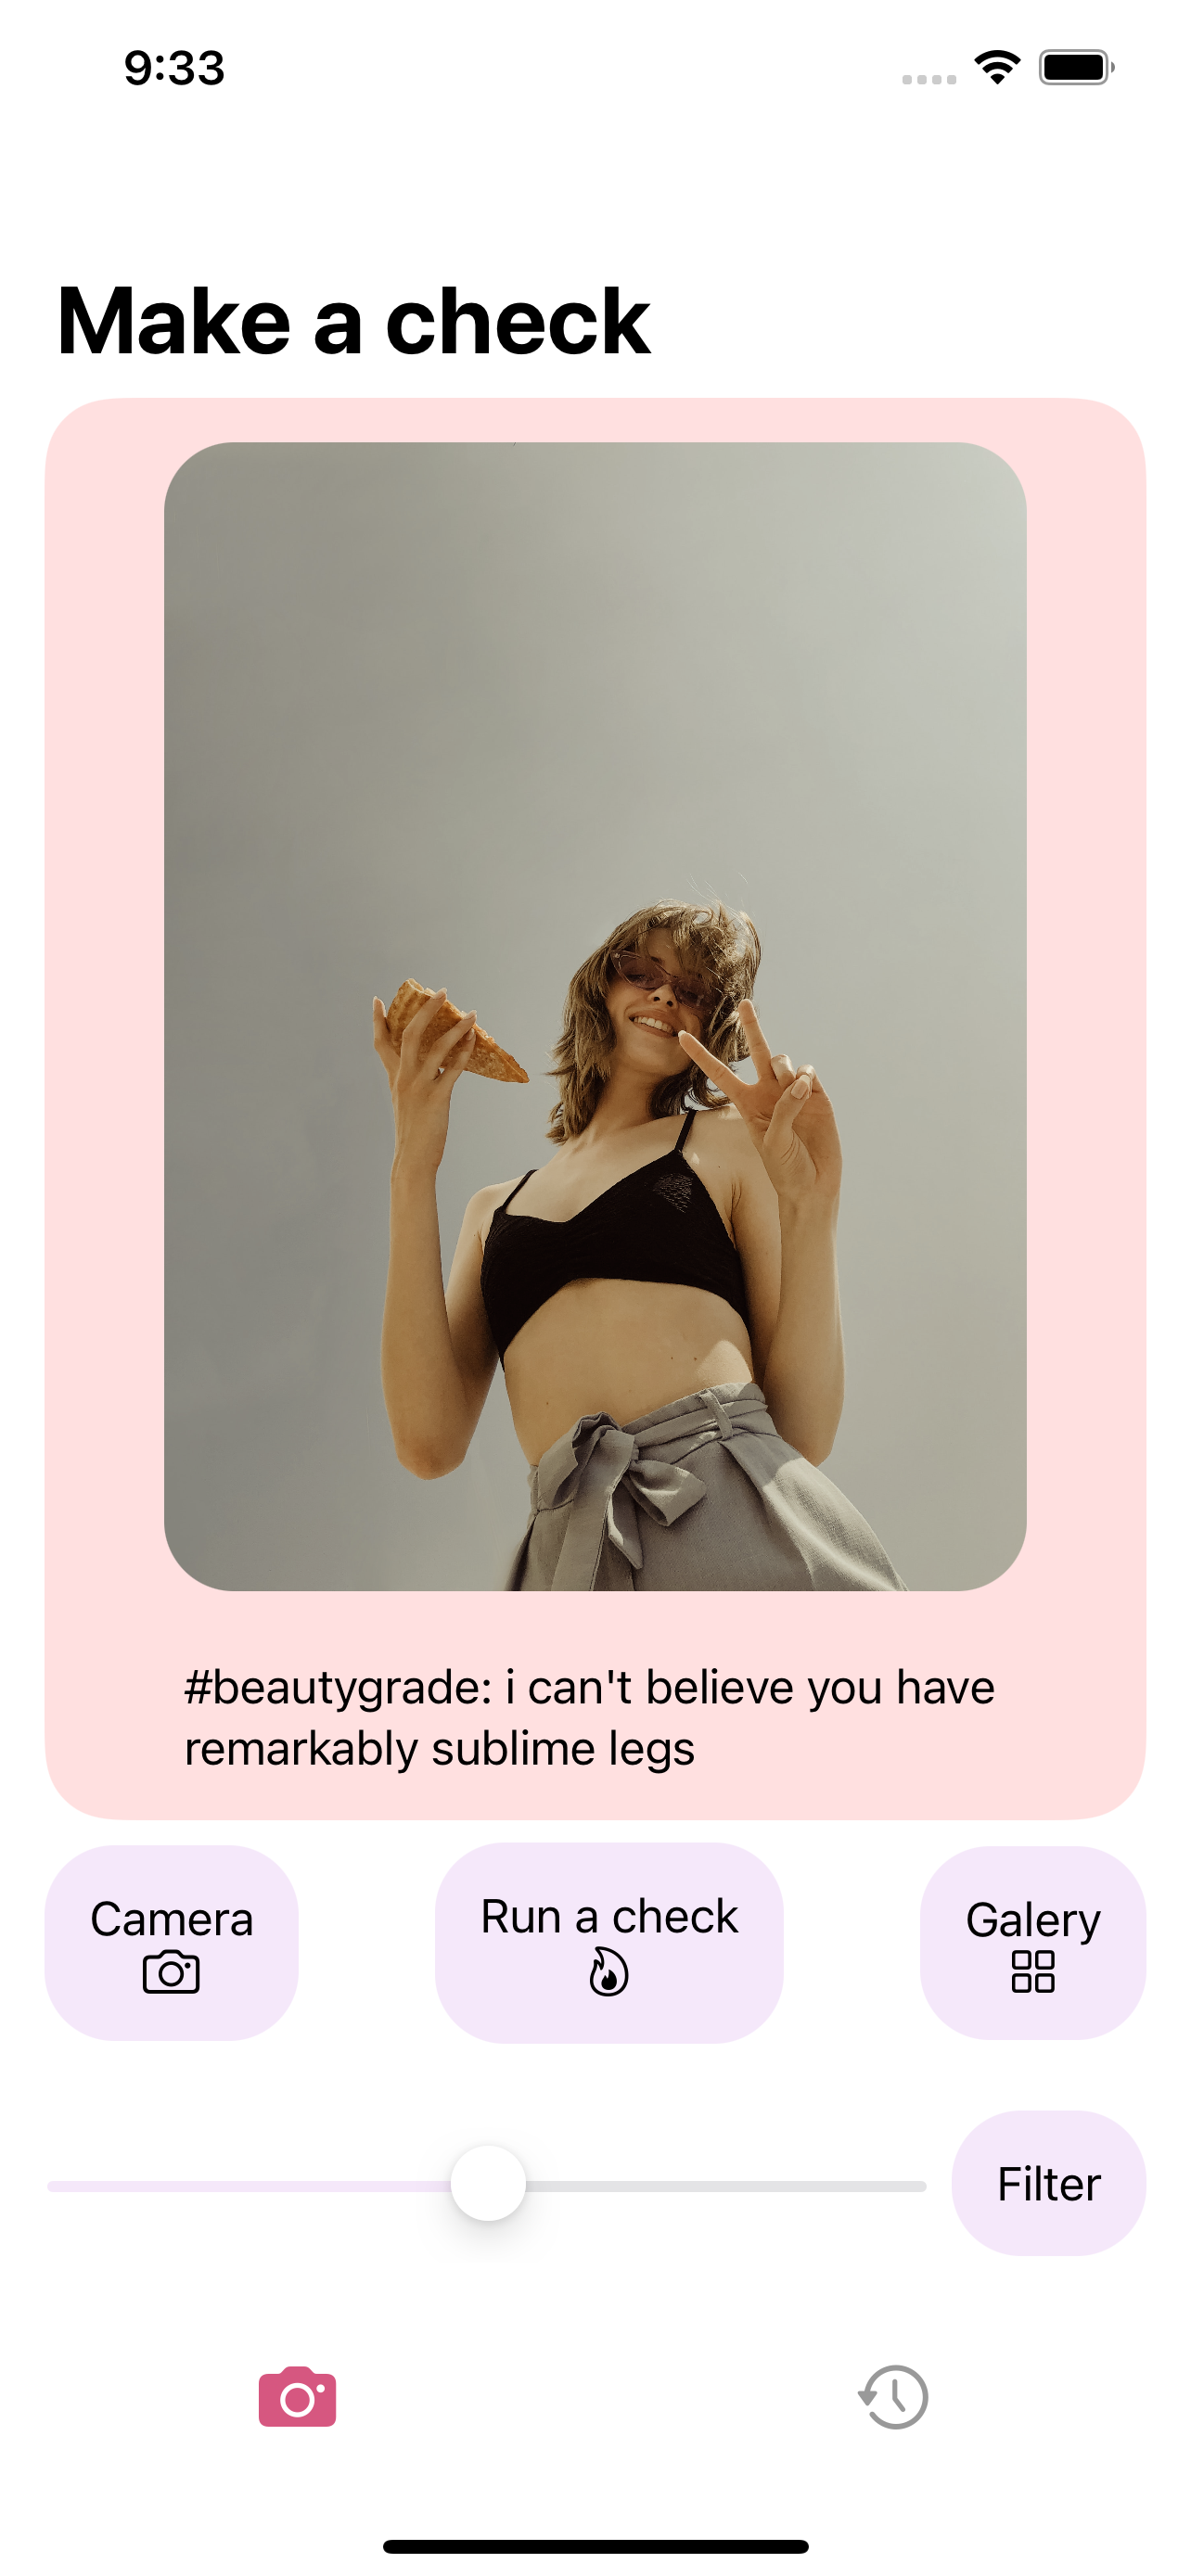 9:33
Make a check
#beautygrade: i can't believe you have
remarkably sublime legs
Camera
Run a check
Galery
Filter